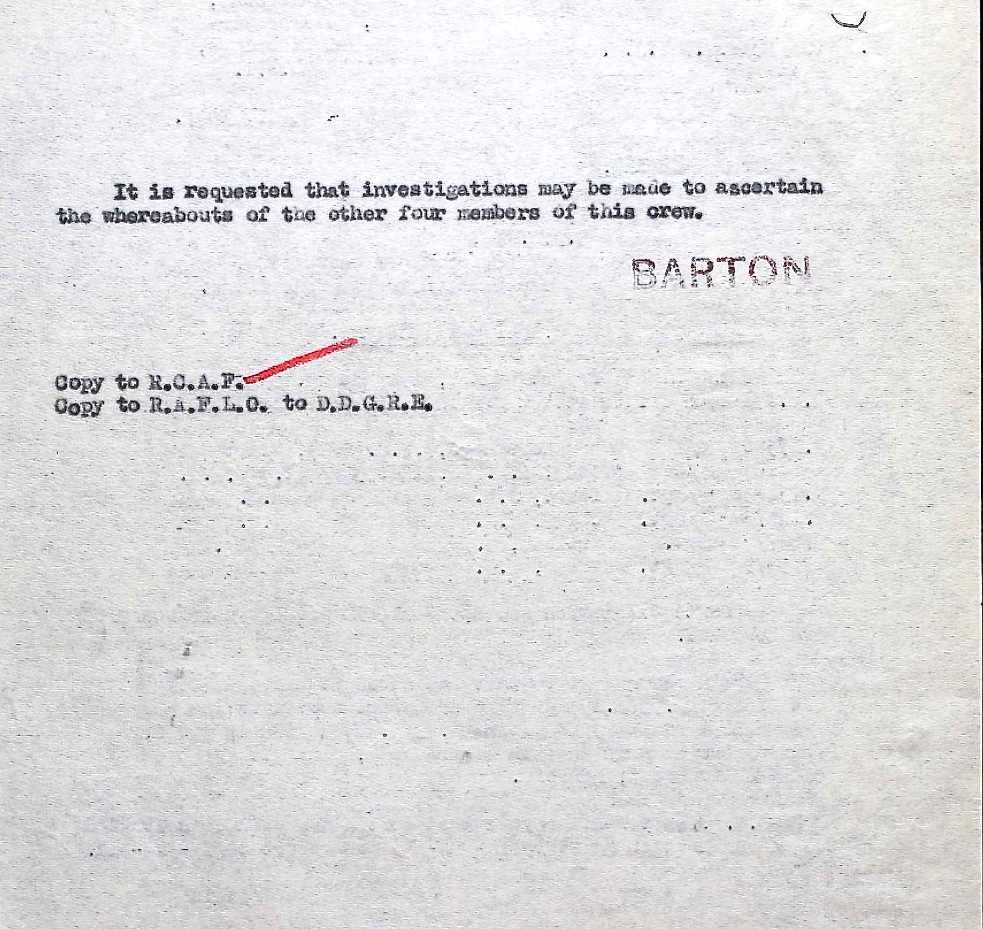 It is requested that investigations may be made to ascertain
the whereabouts of the other four members of this crew.
BARTON
Copy to R.C.A.F.
Copy to R.A.F.L.O. to D.D.G.R.E.